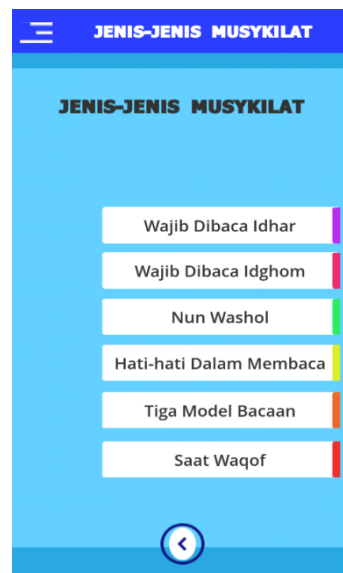 JENIS-JENIS MUSYKILAT
JENIS-JENIS MUSYKILAT
Wajib Dibaca Idhar
Wajib Dibaca Idghom
Nun Washol
Hati-hati Dalam Membaca
Tiga Model Bacaan
Saat Waqof